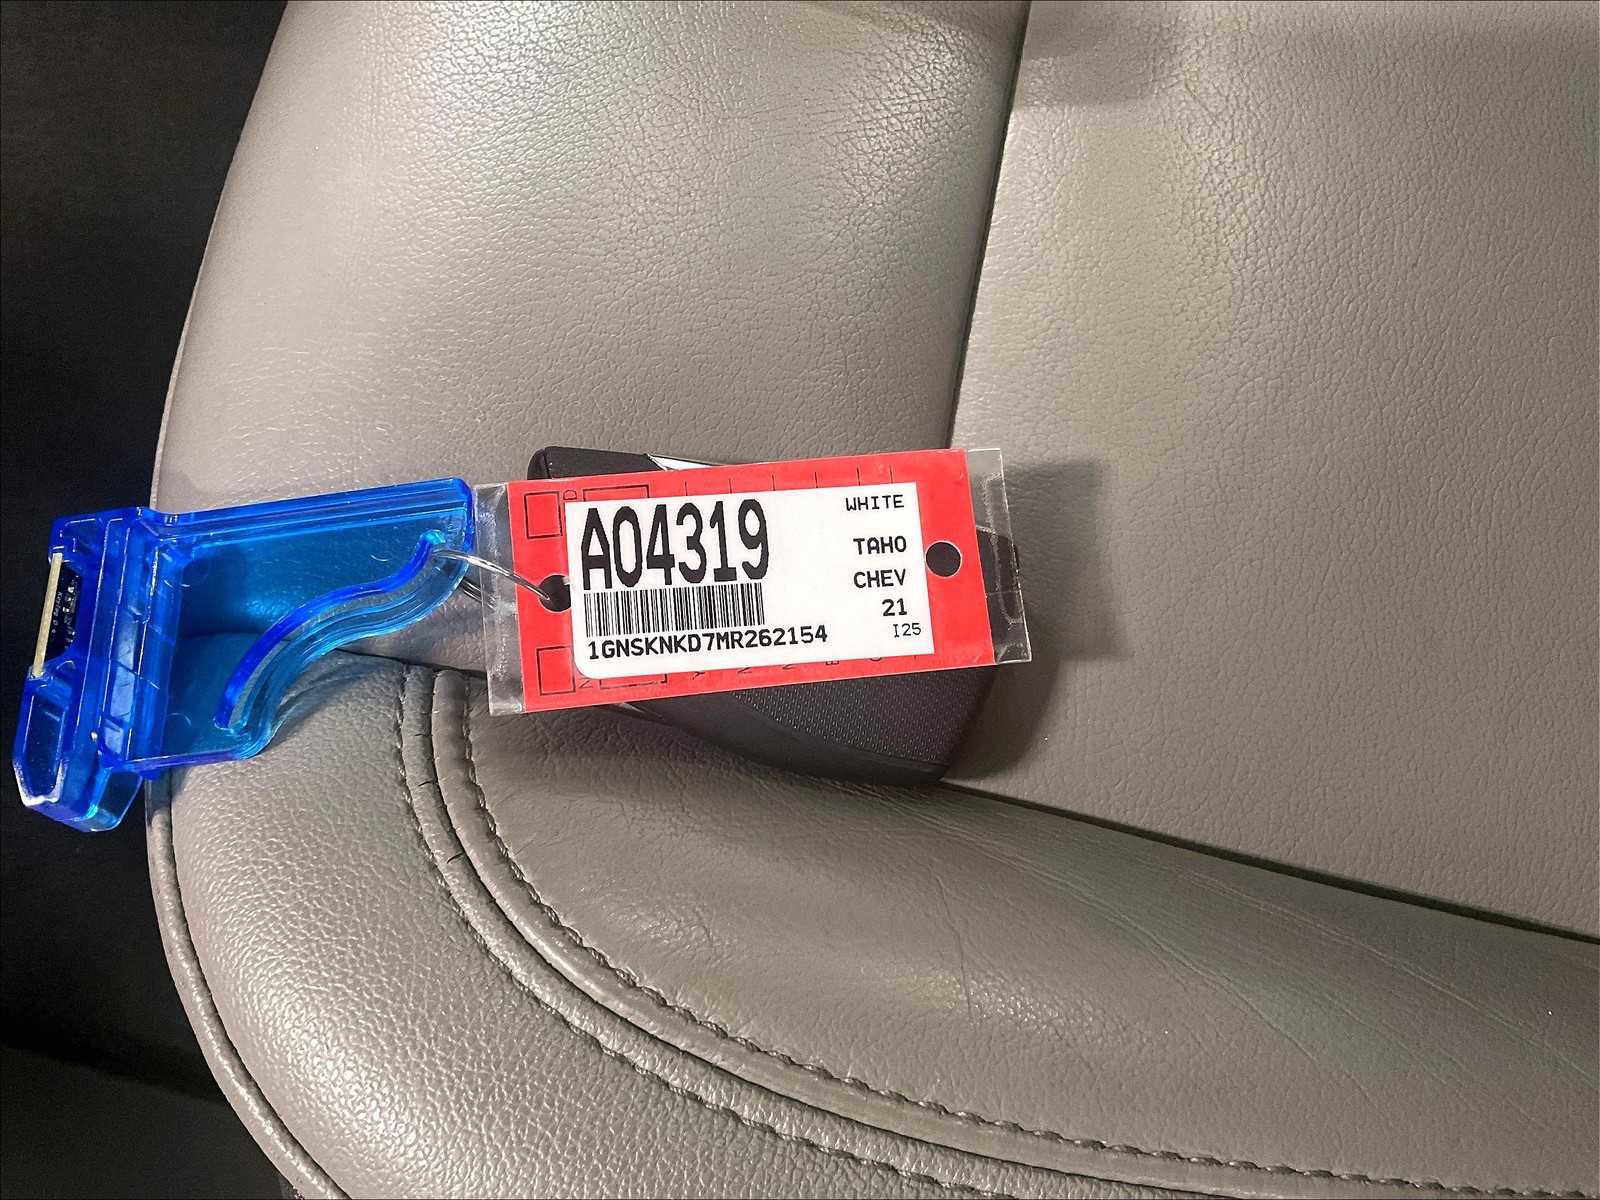 A04319
WHITE
TAHO
CHEV
21
I25
1GNSKNKD7MR262154